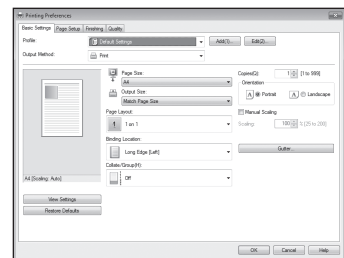 Printing Preferences
Basic Settings Page Setup Finishing Quality
Profile: Default Settings Add(1)... Edit(2)...
Output Method: Print
Page Size:
A4
Output Size:
Match Page Size
Copies(Q): 1 [1 to 999]
Orientation
A Portrait A Landscape
Page Layout:
1 1 on 1
Manual Scaling
Scaling: 100 % [25 to 200]
Binding Location:
Long Edge [Left]
Gutter...
Collate/Group(H):
Off
A4 [Scaling: Auto]
View Settings
Restore Defaults
OK Cancel Help